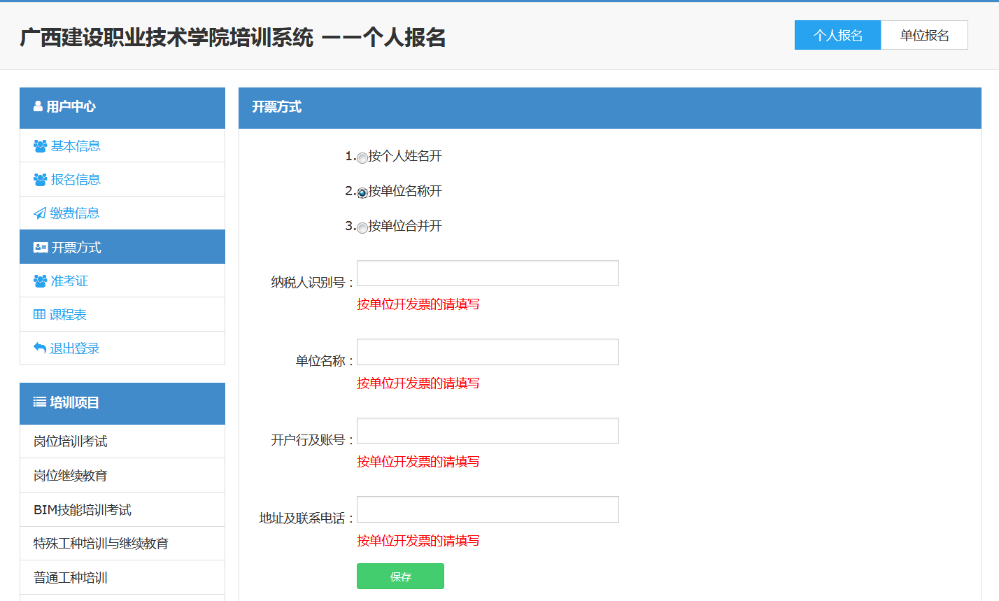 广西建设职业技术学院培训系统 一一个人报名
个人报名
单位报名
用户中心
基本信息
报名信息
缴费信息
开票方式
准考证
课程表
退出登录
培训项目
岗位培训考试
岗位继续教育
BIM技能培训考试
特殊工种培训与继续教育
普通工种培训
开票方式
1.按个人姓名开
2.按单位名称开
3.按单位合并开
纳税人识别号：
按单位开发票的请填写
单位名称：
按单位开发票的请填写
开户行及账号：
按单位开发票的请填写
地址及联系电话：
按单位开发票的请填写
保存